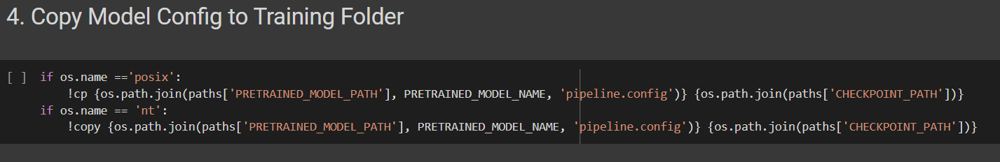 4. Copy Model Config to Training Folder
[ ] if os.name =='posix':
!cp {os.path.join(paths['PRETRAINED_MODEL_PATH'], PRETRAINED_MODEL_NAME, 'pipeline.config')} {os.path.join(paths['CHECKPOINT_PATH'])}
if os.name == 'nt':
!copy {os.path.join(paths['PRETRAINED_MODEL_PATH'], PRETRAINED_MODEL_NAME, 'pipeline.config')} {os.path.join(paths['CHECKPOINT_PATH'])}